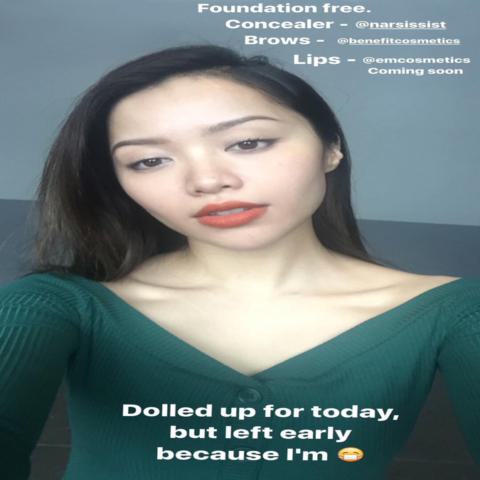 Foundation free.
Concealer - @narsissist
Brows - @benefitcosmetics
Lips - @emcosmetics
Coming soon
Dolled up for today,
but left early
because I'm 😷